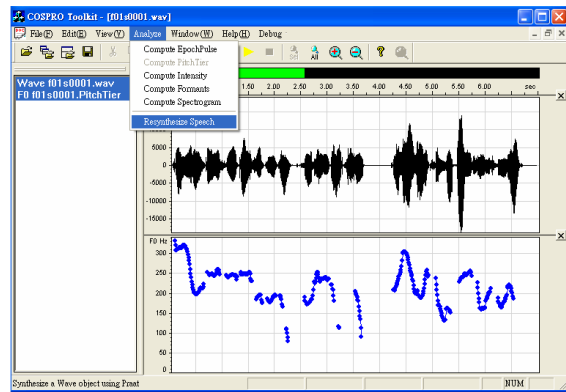 COSPRO Toolkit - [f01s0001.wav]
File(F) Edit(E) View(V) Analyze Window(W) Help(H) Debug
Compute EpochPulse
Compute PitchTier
Compute Intensity
Compute Formants
Compute Spectrogram
Resynthesize Speech
Sel All
Wave f01s0001.wav
F0 f01s0001.PitchTier
1.50 2.00 2.50 3.00 3.50 4.00 4.50 5.00 6.00 sec
5000
0
-5000
-10000
-15000
F0 Hz
300
250
200
150
100
50
0
Synthesize a Wave object using Praat
NUM